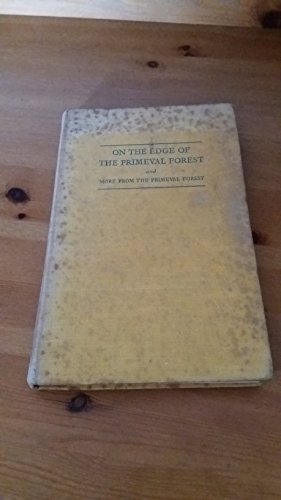 ON THE EDGE OF
THE PRIMEVAL FOREST
and
MORE FROM THE PRIMEVAL FOREST